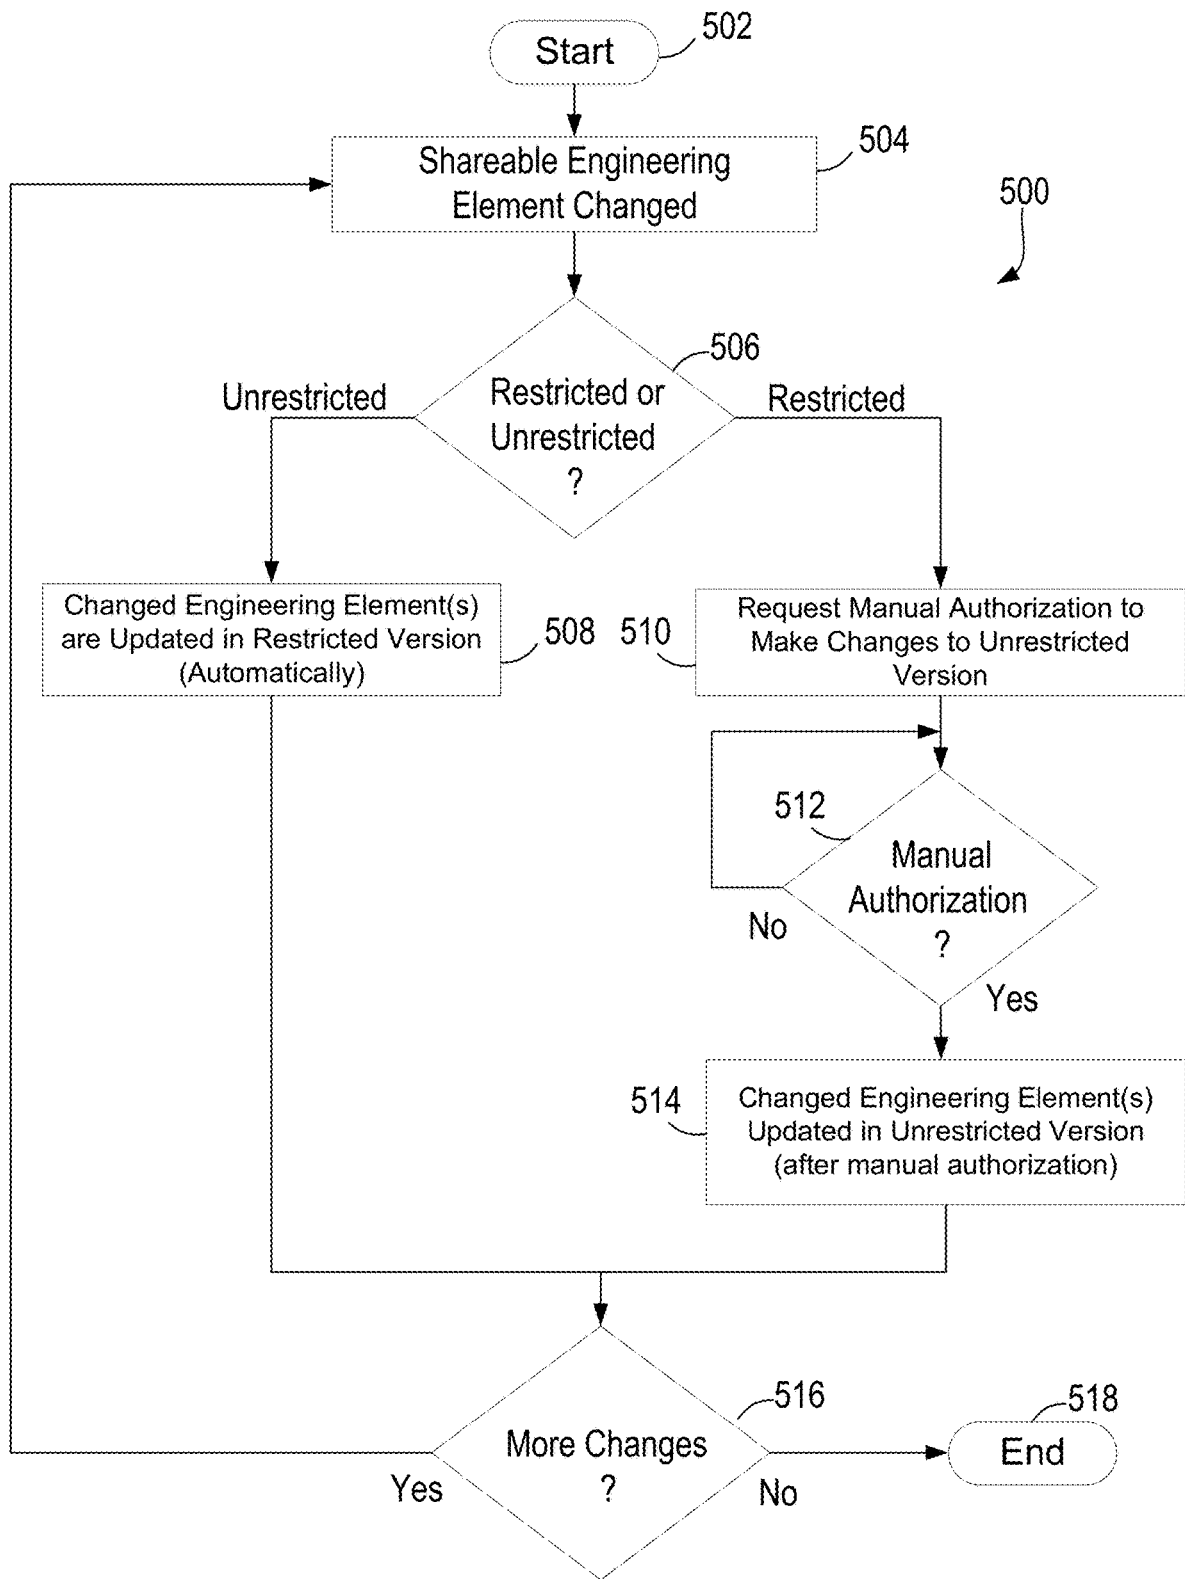 Start
502
Shareable Engineering
Element Changed
504
500
506
Unrestricted
Restricted or
Unrestricted
?
Restricted
Changed Engineering Element(s)
are Updated in Restricted Version
(Automatically)
508
510
Request Manual Authorization to
Make Changes to Unrestricted
Version
512
Manual
Authorization
?
No
Yes
514
Changed Engineering Element(s)
Updated in Unrestricted Version
(after manual authorization)
516
More Changes
?
Yes
No
518
End